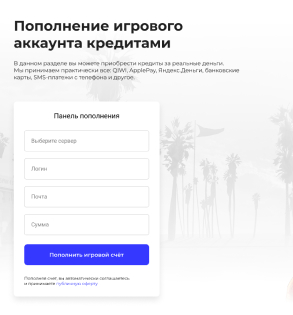 Пополнение игрового
аккаунта кредитами
В данном разделе вы можете приобрести кредиты за реальные деньги.
Мы принимаем практически все: QIWI, ApplePay, Яндекс.Деньги, банковские
карты, SMS-платежи с телефона и другое.
Панель пополнения
Выберите сервер
Логин
Почта
Сумма
Пополнить игровой счёт
Пополняя счет, вы автоматически соглашаетесь
и принимаете публичную оферту